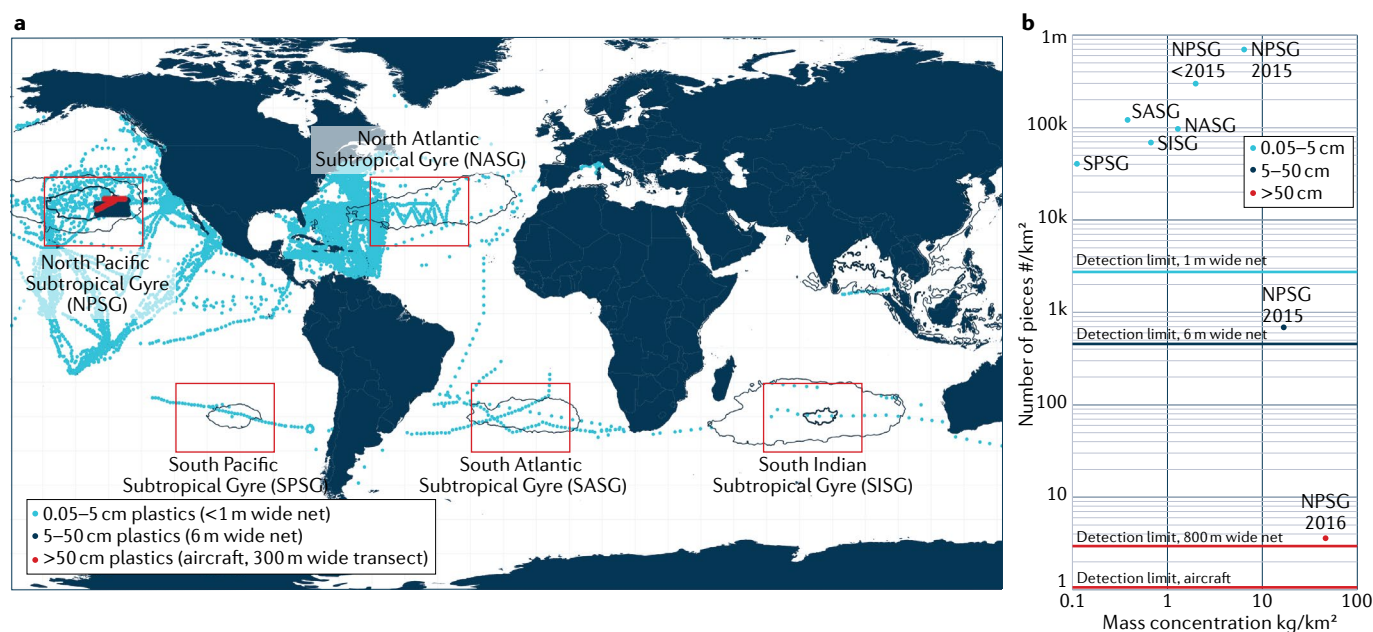 a
North Atlantic
Subtropical Gyre (NASG)
North Pacific
Subtropical Gyre
(NPSG)
South Pacific
Subtropical Gyre (SPSG)
South Atlantic
Subtropical Gyre (SASG)
South Indian
Subtropical Gyre (SISG)
0.05–5 cm plastics (<1 m wide net)
5–50 cm plastics (6 m wide net)
>50 cm plastics (aircraft, 300 m wide transect)
b
Number of pieces #/km²
1m
100k
10k
1k
100
10
1
NPSG
<2015
NPSG
2015
SASG
NASG
SISG
SPSG
0.05–5 cm
5–50 cm
>50 cm
Detection limit, 1 m wide net
NPSG
2015
Detection limit, 6 m wide net
NPSG
2016
Detection limit, 800 m wide net
Detection limit, aircraft
0.1
1
10
100
Mass concentration kg/km²